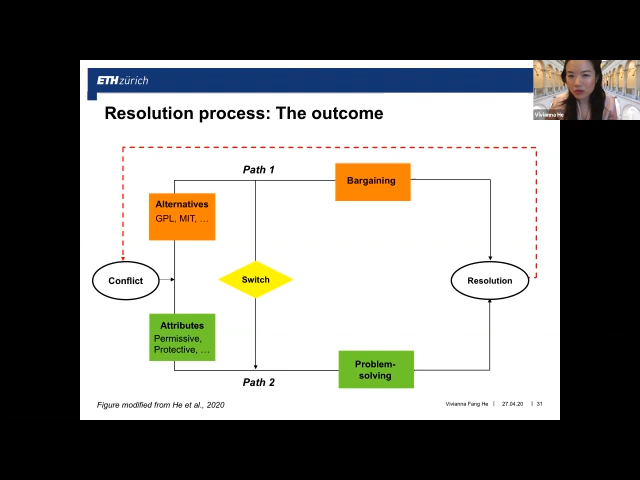 ETH zürich
Vivianna He
Resolution process: The outcome
Path 1
Bargaining
Alternatives
GPL, MIT, ...
Conflict
Switch
Resolution
Attributes
Permissive,
Protective, ...
Problem-
solving
Path 2
Figure modified from He et al., 2020
Vivianna Fang He | 27.04.20 | 31